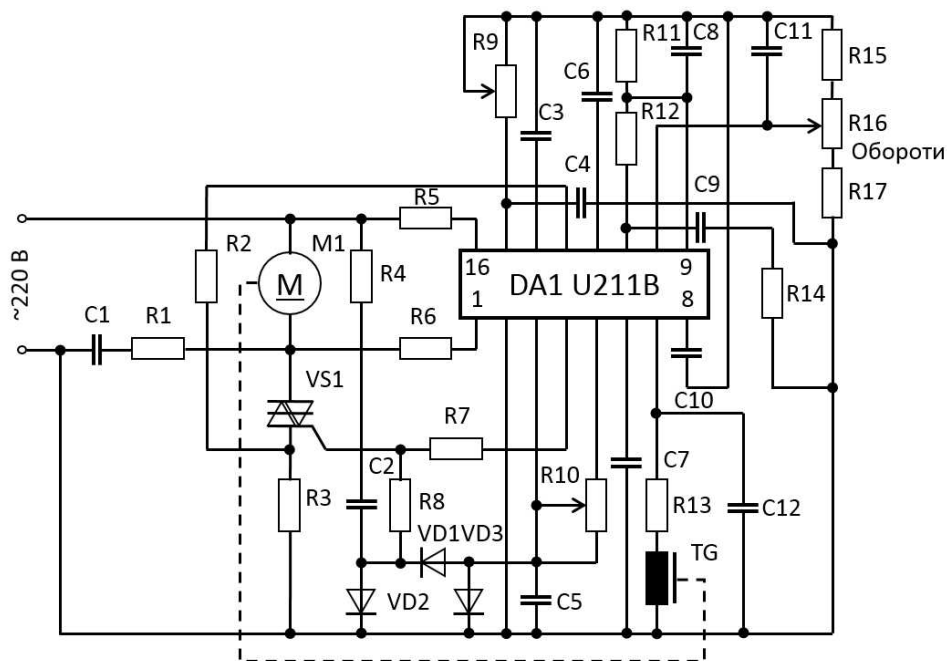 R9
R11
C8
C11
R15
C6
C3
R12
R16
Обороти
C4
C9
R17
R5
M1
R2
M
R4
16
9
DA1 U211B
1
8
R14
~220 В
C1
R1
R6
VS1
C10
R7
C2
C7
R3
R8
R10
R13
C12
VD1
VD3
TG
VD2
C5